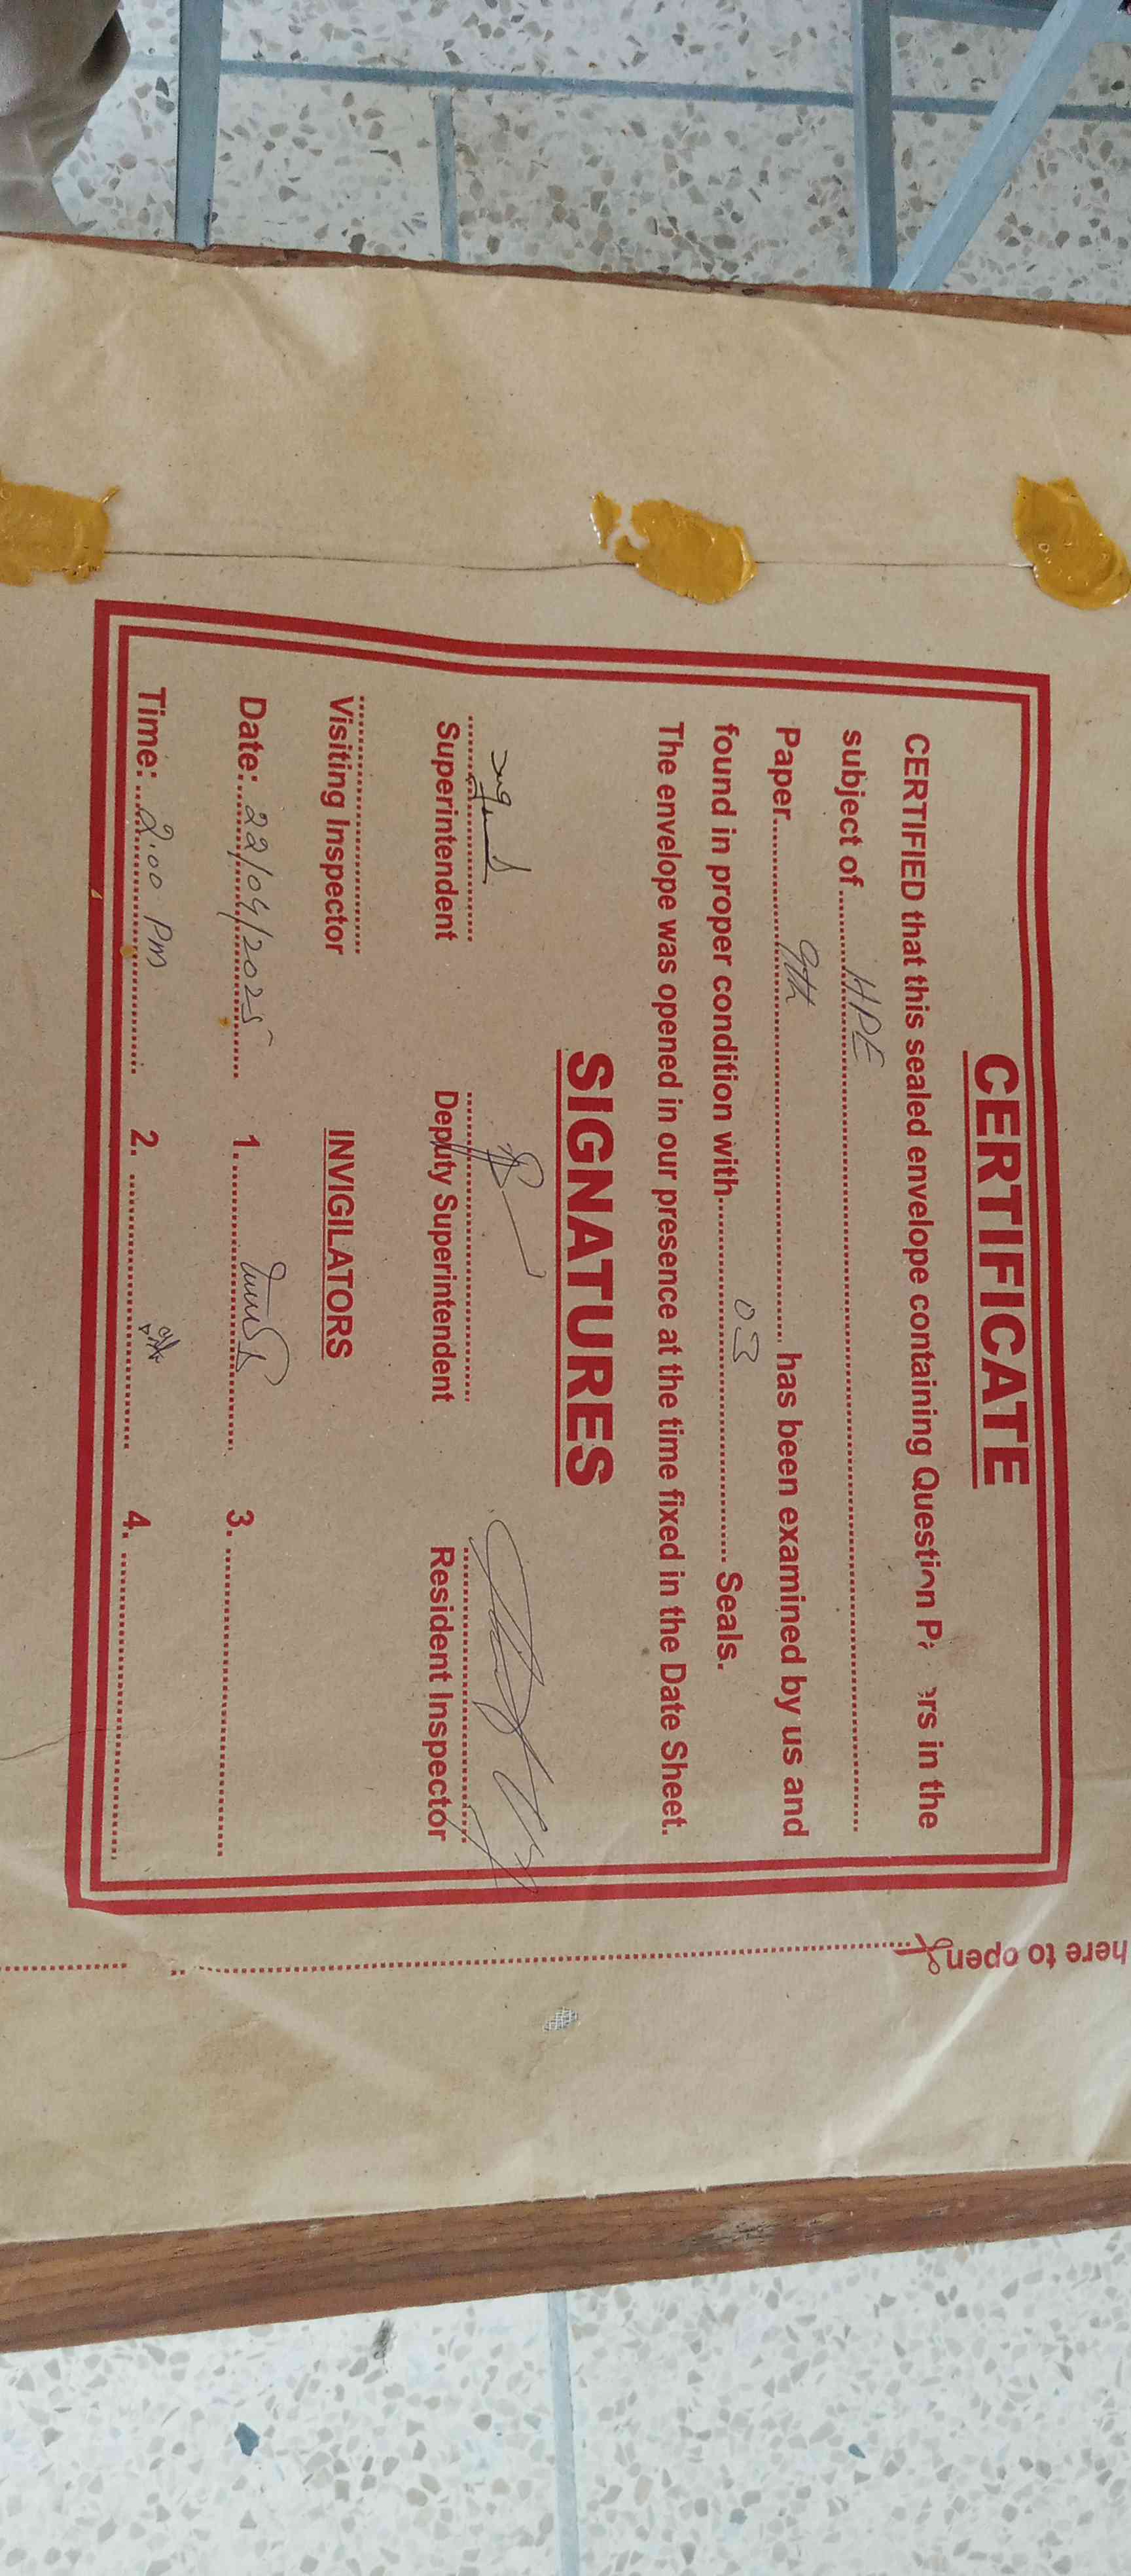 CERTIFICATE
CERTIFIED that this sealed envelope containing Question P ers in the
subject of HPE
Paper 9th has been examined by us and
found in proper condition with 03 Seals.
The envelope was opened in our presence at the time fixed in the Date Sheet.
SIGNATURES
Superintendent Deputy Superintendent Resident Inspector
Visiting Inspector INVIGILATORS
Date: 22/04/2025 1. 3.
Time: 2.00 Pm 2. 4.
here to open